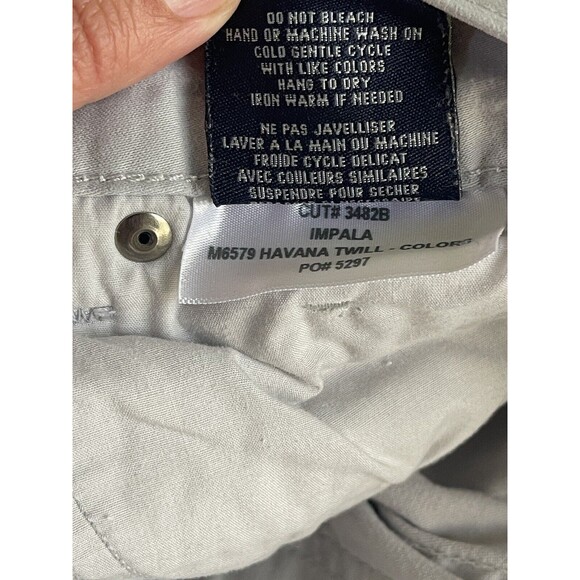 DO NOT BLEACH
HAND OR MACHINE WASH ON
COLD GENTLE CYCLE
WITH LIKE COLORS
HANG TO DRY
IRON WARM IF NEEDED
NE PAS JAVELLISER
LAVER A LA MAIN OU MACHINE
FROIDE CYCLE DELICAT
AVEC COULEURS SIMILAIRES
SUSPENDRE POUR SECHER
CUT# 3482B
IMPALA
M6579 HAVANA TWILL - COLORS
PO# 5297